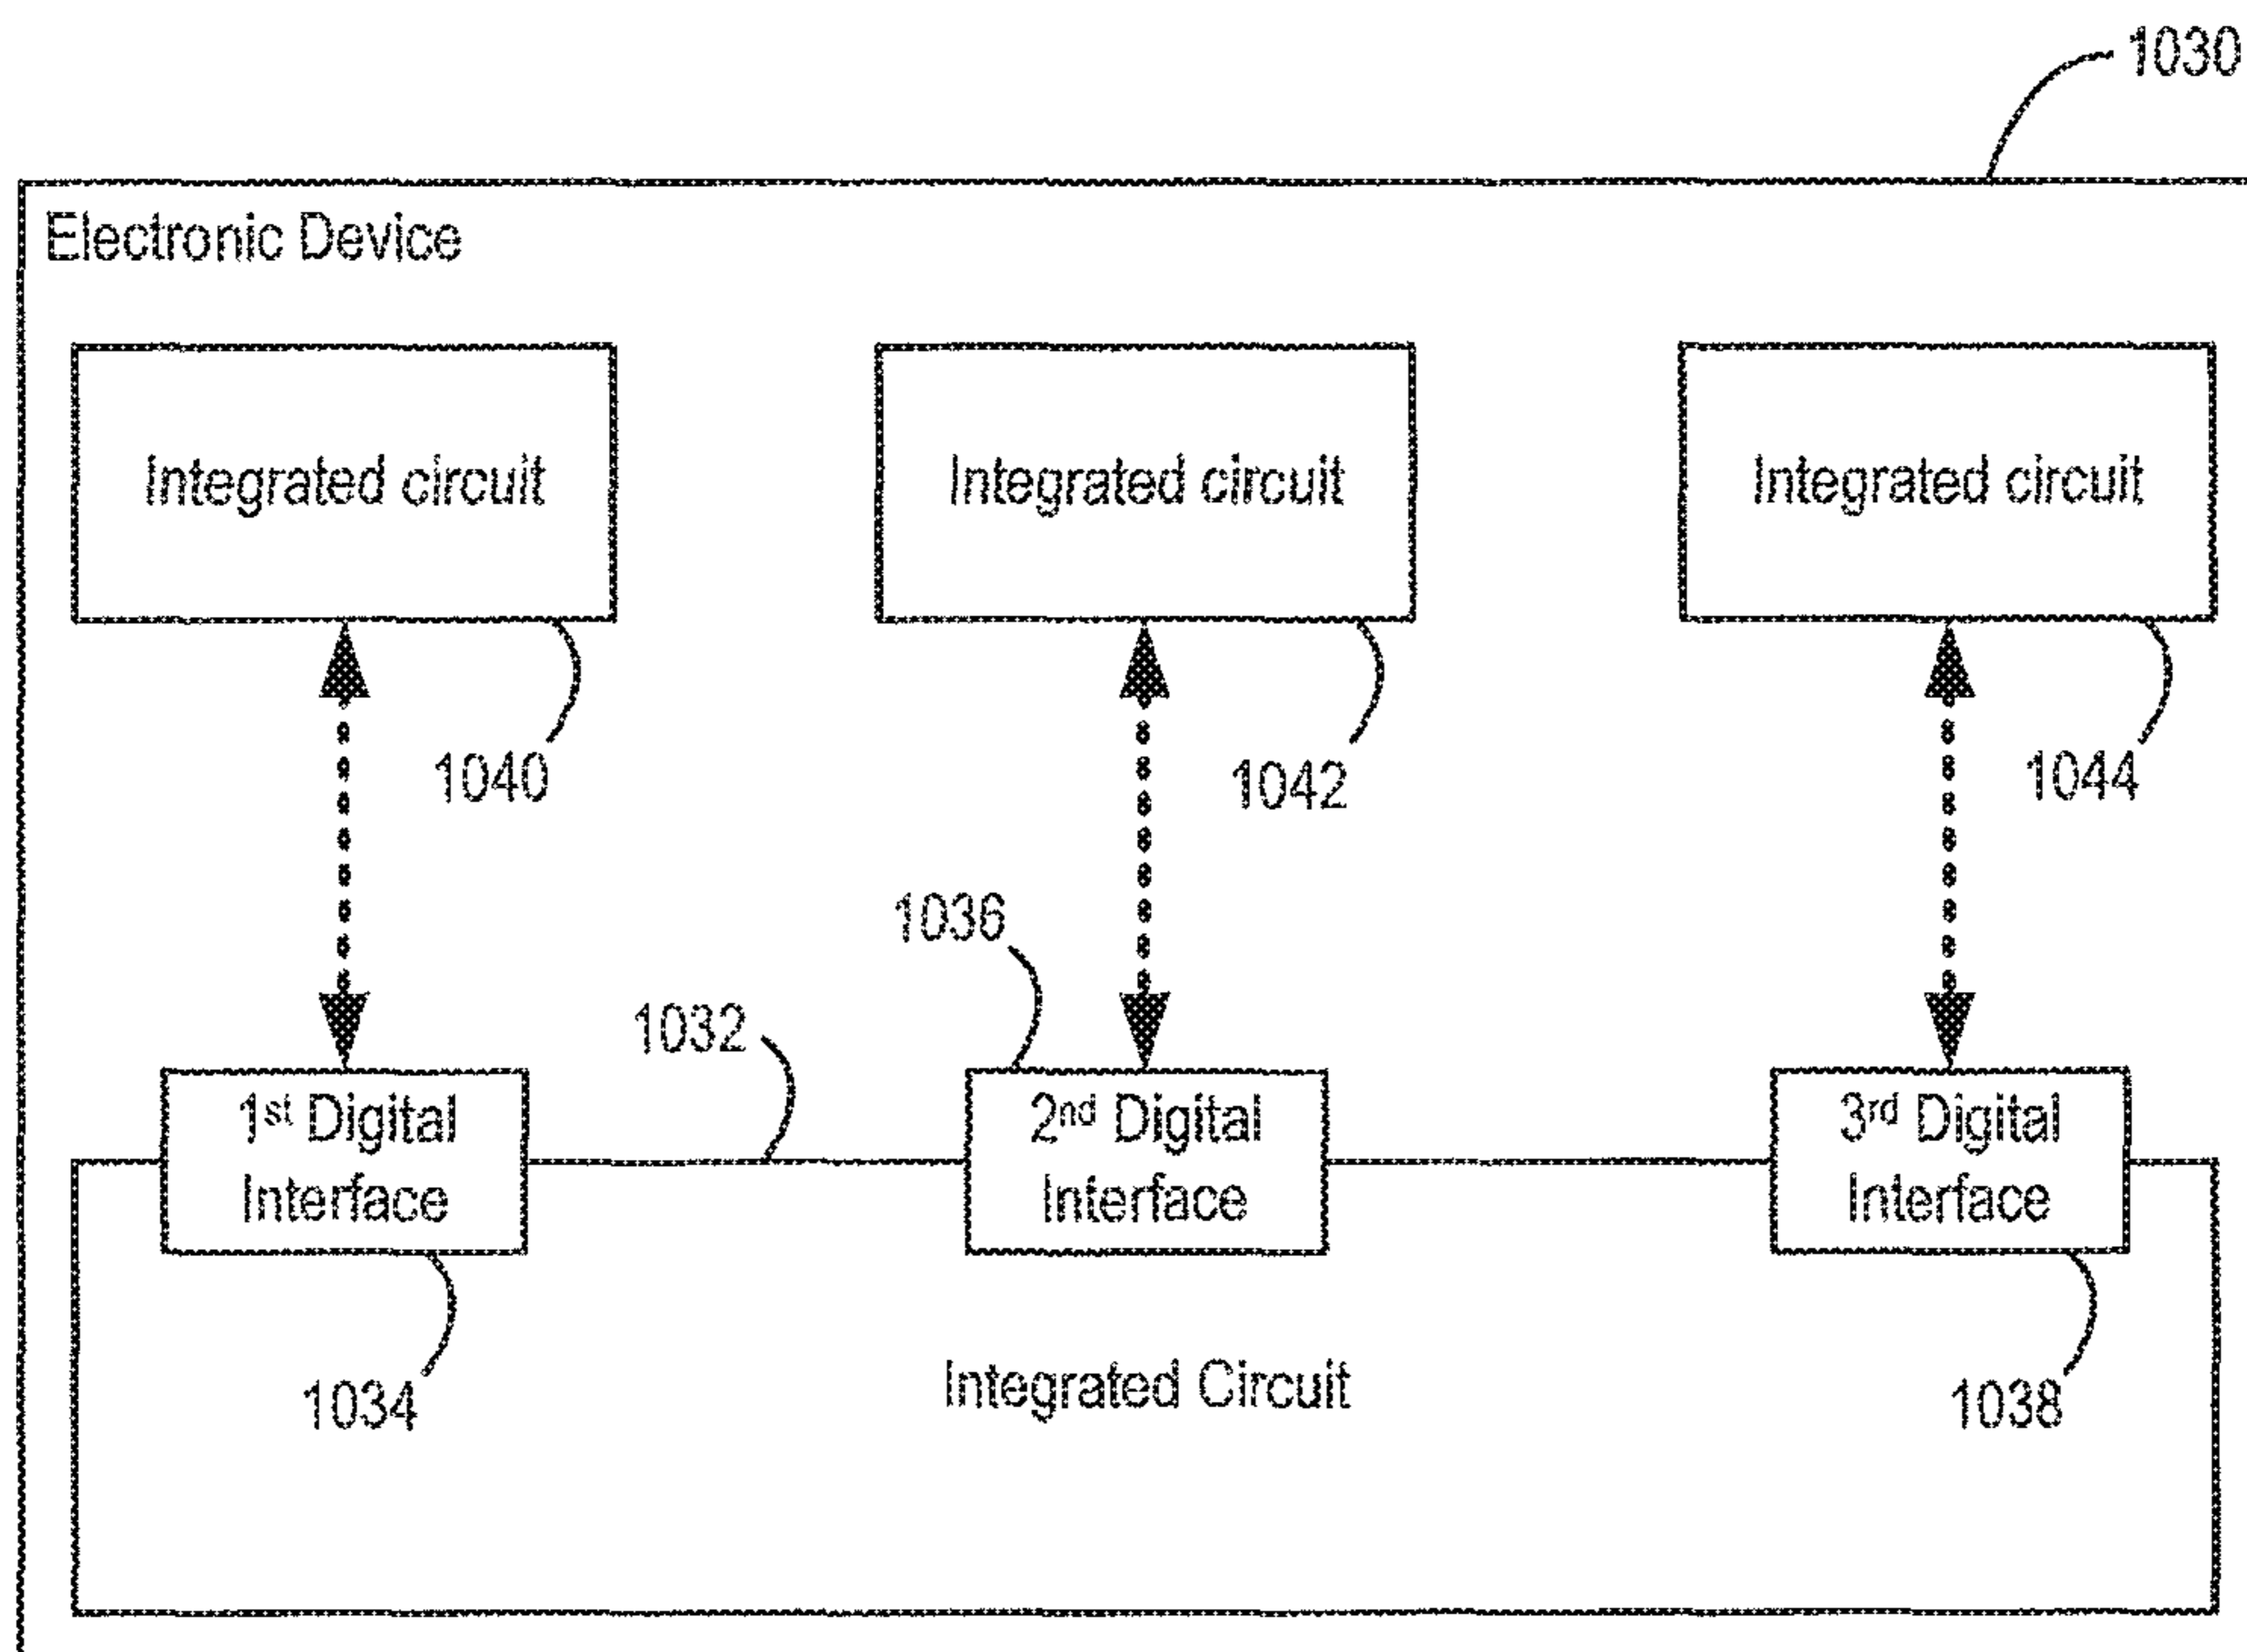 1030
Electronic Device
Integrated circuit
Integrated circuit
Integrated circuit
1040
1042
1044
1036
1032
1st Digital
Interface
2nd Digital
Interface
3rd Digital
Interface
1034
Integrated Circuit
1038